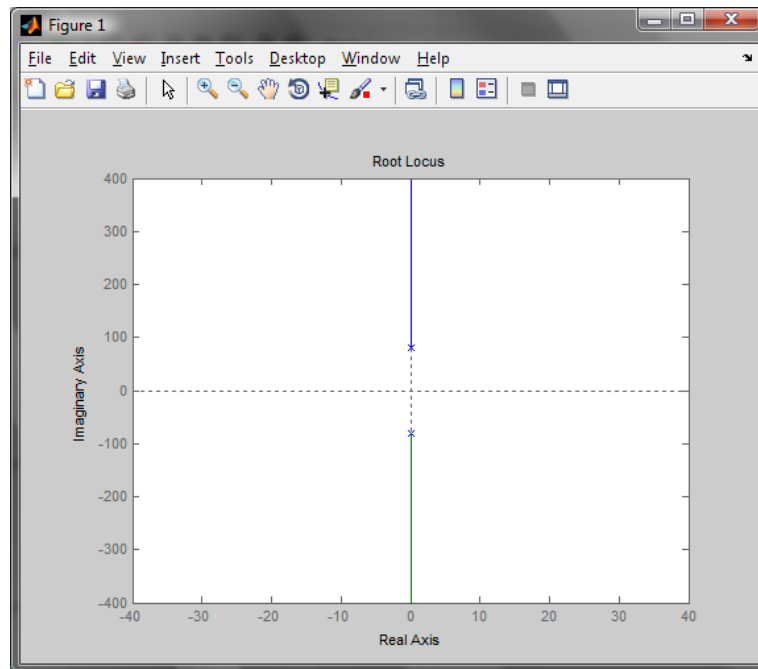 Figure 1
File Edit View Insert Tools Desktop Window Help
Root Locus
400
300
200
100
0
-100
-200
-300
-400
Imaginary Axis
-40 -30 -20 -10 0 10 20 30 40
Real Axis